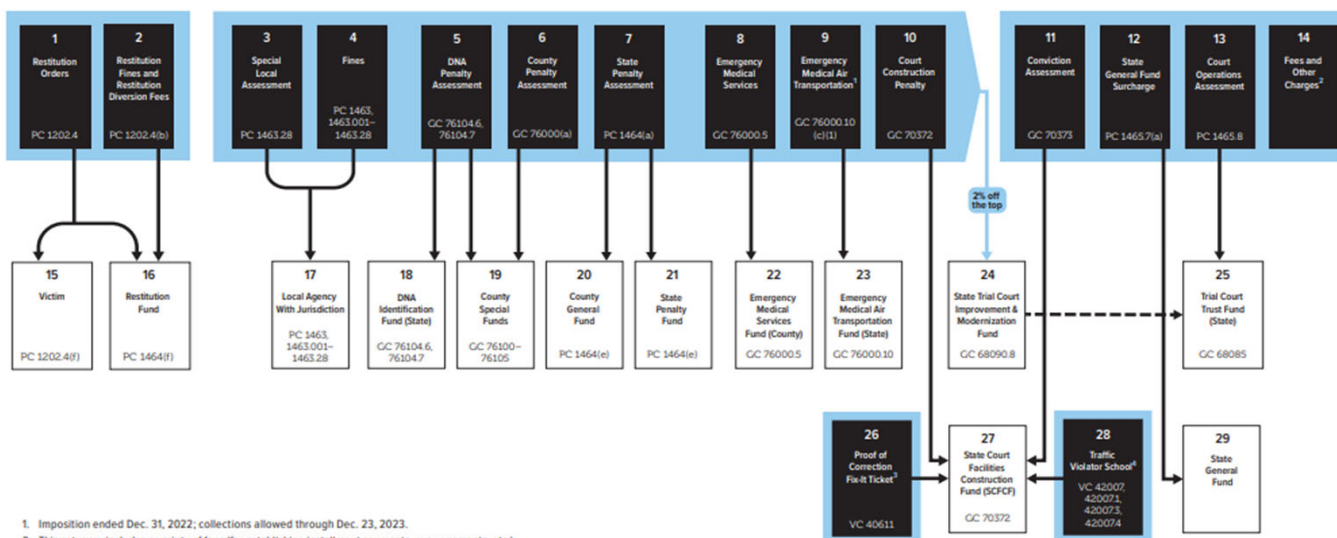 1
Restitution
Orders
PC 1202.4
2
Restitution
Fines and
Restitution
Diversion Fees
PC 1202.4(b)
3
Special
Local
Assessment
PC 1463.28
4
Fines
PC 1463,
1463.001–
1463.28
5
DNA
Penalty
Assessment
GC 76104.6,
76104.7
6
County
Penalty
Assessment
GC 76000(a)
7
State
Penalty
Assessment
PC 1464(a)
8
Emergency
Medical
Services
GC 76000.5
9
Emergency
Medical Air
Transportation1
GC 76000.10
(c)(1)
10
Court
Construction
Penalty
GC 70372
11
Conviction
Assessment
GC 70373
12
State
General Fund
Surcharge
PC 1465.7(a)
13
Court
Operations
Assessment
PC 1465.8
14
Fees and
Other
Charges2
2% off
the top
15
Victim
PC 1202.4(f)
16
Restitution
Fund
PC 1464(f)
17
Local Agency
With Jurisdiction
PC 1463,
1463.001–
1463.28
18
DNA
Identification
Fund (State)
GC 76104.6,
76104.7
19
County
Special
Funds
GC 76100–
76105
20
County
General
Fund
PC 1464(e)
21
State
Penalty
Fund
PC 1464(e)
22
Emergency
Medical
Services
Fund (County)
GC 76000.5
23
Emergency
Medical Air
Transportation
Fund (State)
GC 76000.10
24
State Trial Court
Improvement &
Modernization
Fund
GC 68090.8
25
Trial Court
Trust Fund
(State)
GC 68085
26
Proof of
Correction
Fix-It Ticket3
VC 40611
27
State Court
Facilities
Construction
Fund (SCFCF)
GC 70372
28
Traffic
Violator School4
VC 42007,
42007.1,
42007.3,
42007.4
29
State
General
Fund
1. Imposition ended Dec. 31, 2022; collections allowed through Dec. 23, 2023.